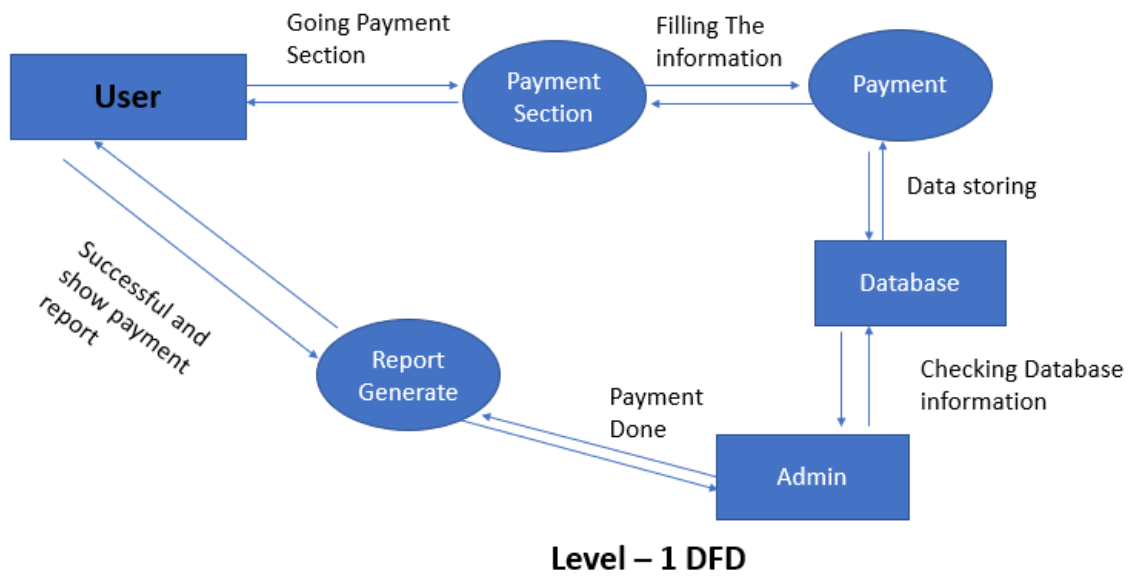 Going Payment
Section
Filling The
information
User
Payment
Section
Payment
Data storing
Database
Successful and
show payment
report
Report
Generate
Checking Database
information
Payment
Done
Admin
Level – 1 DFD